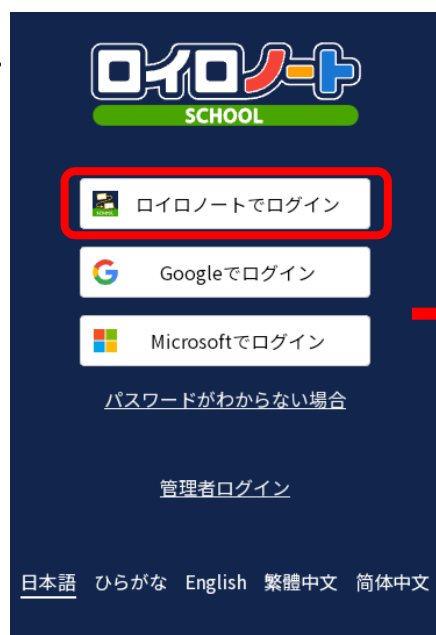 ロイロノート
SCHOOL
ロイロノートでログイン
Googleでログイン
Microsoftでログイン
パスワードがわからない場合
管理者ログイン
日本語 ひらがな English 繁體中文 简体中文